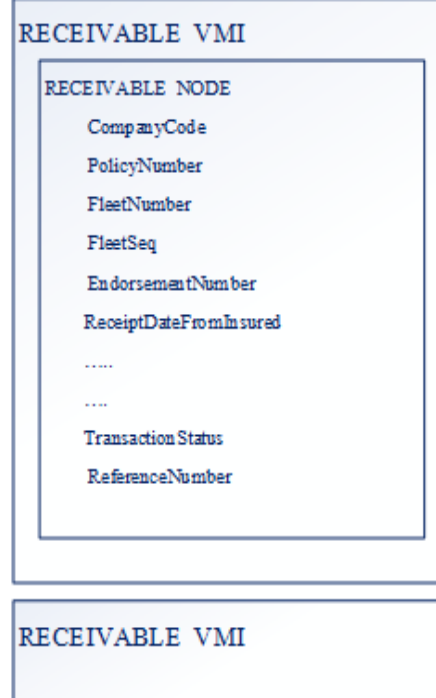 RECEIVABLE VMI
RECEIVABLE NODE
CompanyCode
PolicyNumber
FleetNumber
FleetSeq
EndorsementNumber
ReceiptDateFromInsured
.....
....
TransactionStatus
ReferenceNumber
RECEIVABLE VMI